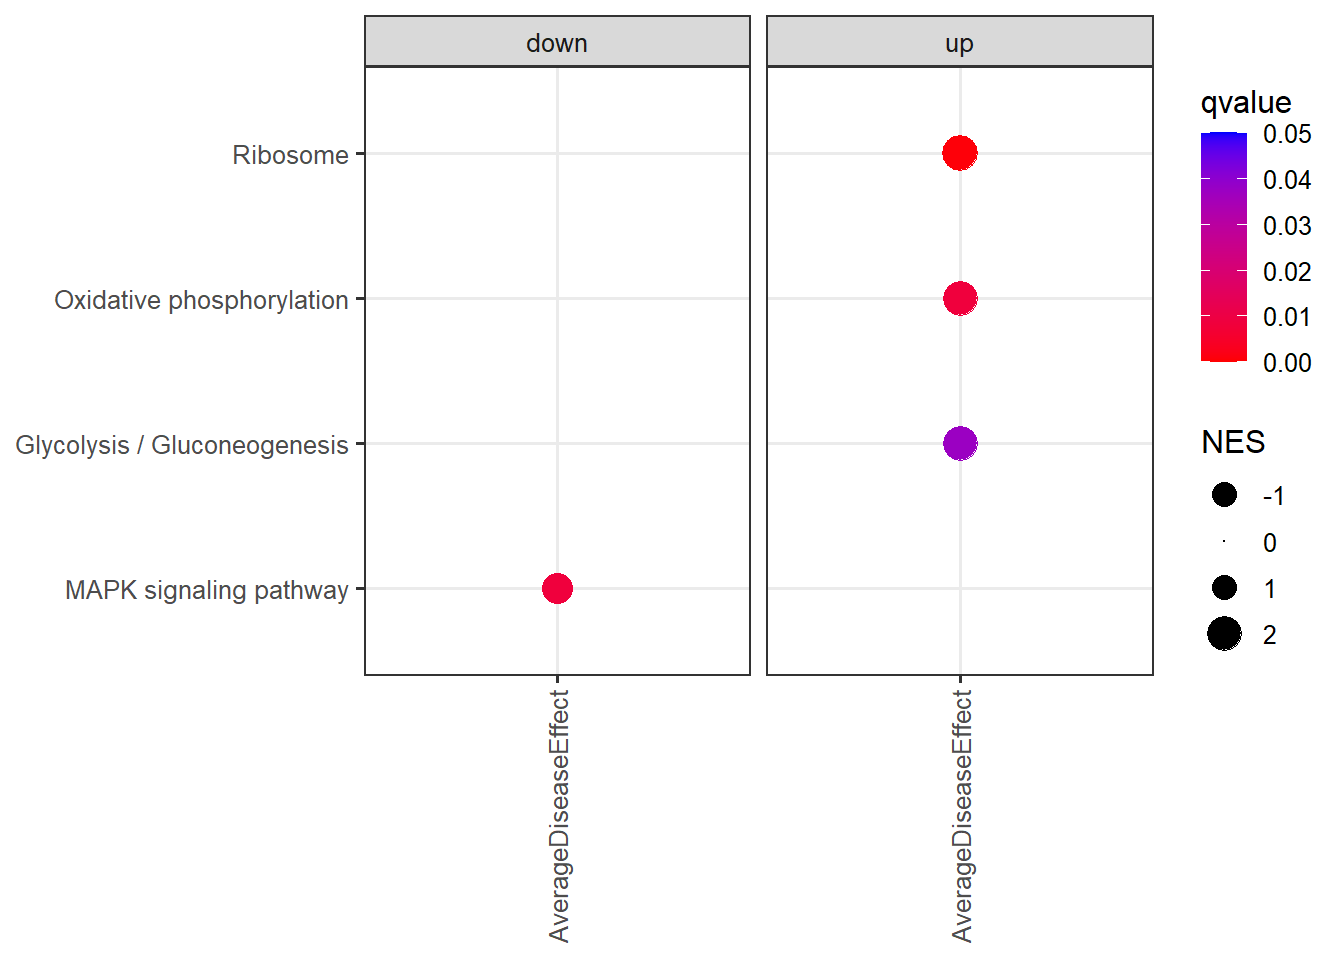 down
up
Ribosome
Oxidative phosphorylation
Glycolysis / Gluconeogenesis
MAPK signaling pathway
AverageDiseaseEffect
AverageDiseaseEffect
qvalue
0.05
0.04
0.03
0.02
0.01
0.00
NES
-1
0
1
2